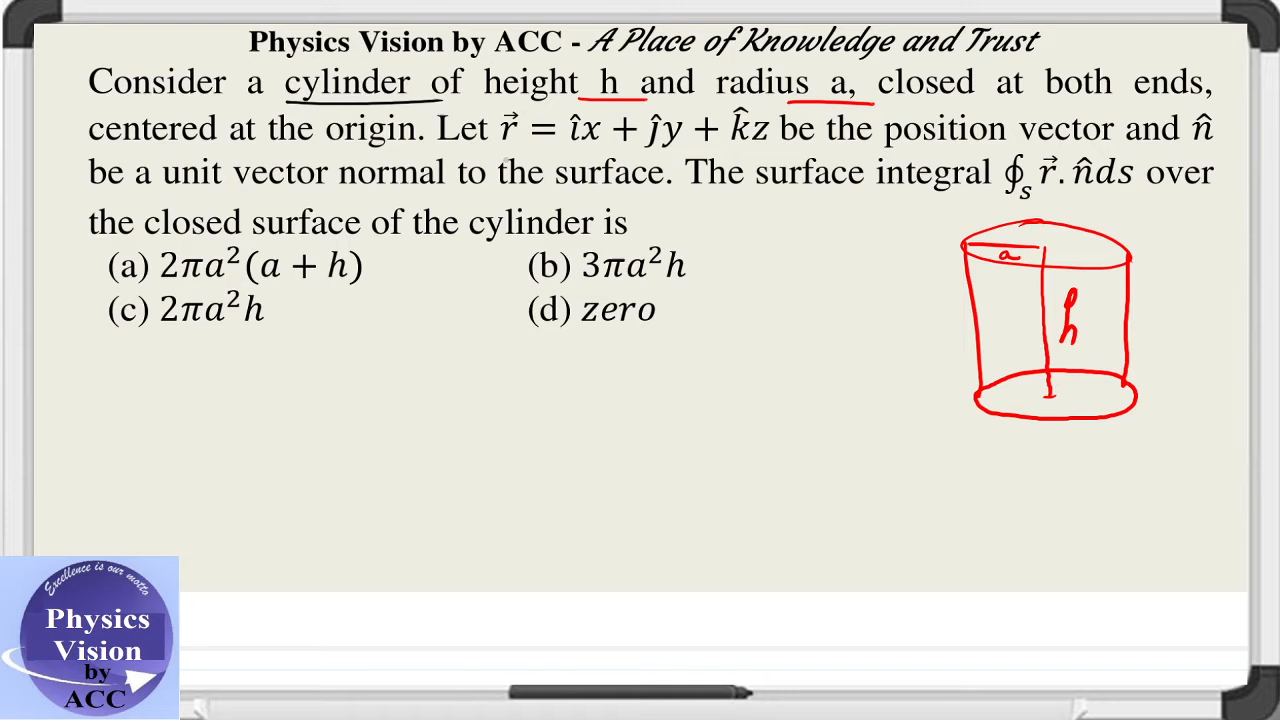 Physics Vision by ACC - A Place of Knowledge and Trust
Consider a cylinder of height h and radius a, closed at both ends,
centered at the origin. Let r⃗ = îx + ĵy + k̂z be the position vector and n̂
be a unit vector normal to the surface. The surface integral ∮ₛ r⃗. n̂ds over
the closed surface of the cylinder is
(a) 2πa²(a + h) (b) 3πa²h
(c) 2πa²h (d) zero
a
h
Excellence is our motto
Physics
Vision
by
ACC